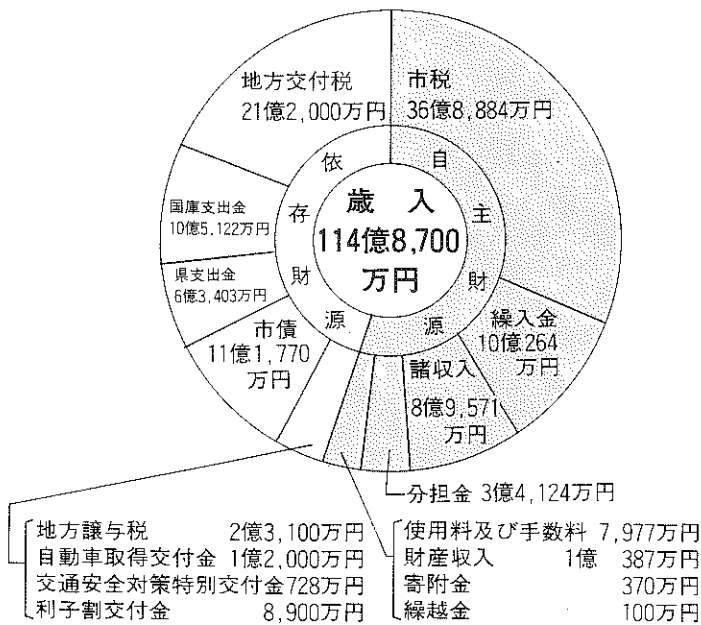 歳 入
114億8,700
万円
自主財源
依存財源
市税
36億8,884万円
繰入金
10億264
万円
諸収入
8億9,571
万円
分担金 3億4,124万円
使用料及び手数料 7,977万円
財産収入 1億 387万円
寄附金 370万円
繰越金 100万円
地方譲与税 2億3,100万円
自動車取得交付金 1億2,000万円
交通安全対策特別交付金728万円
利子割交付金 8,900万円
市債
11億1,770
万円
県支出金
6億3,403万円
国庫支出金
10億5,122万円
地方交付税
21億2,000万円